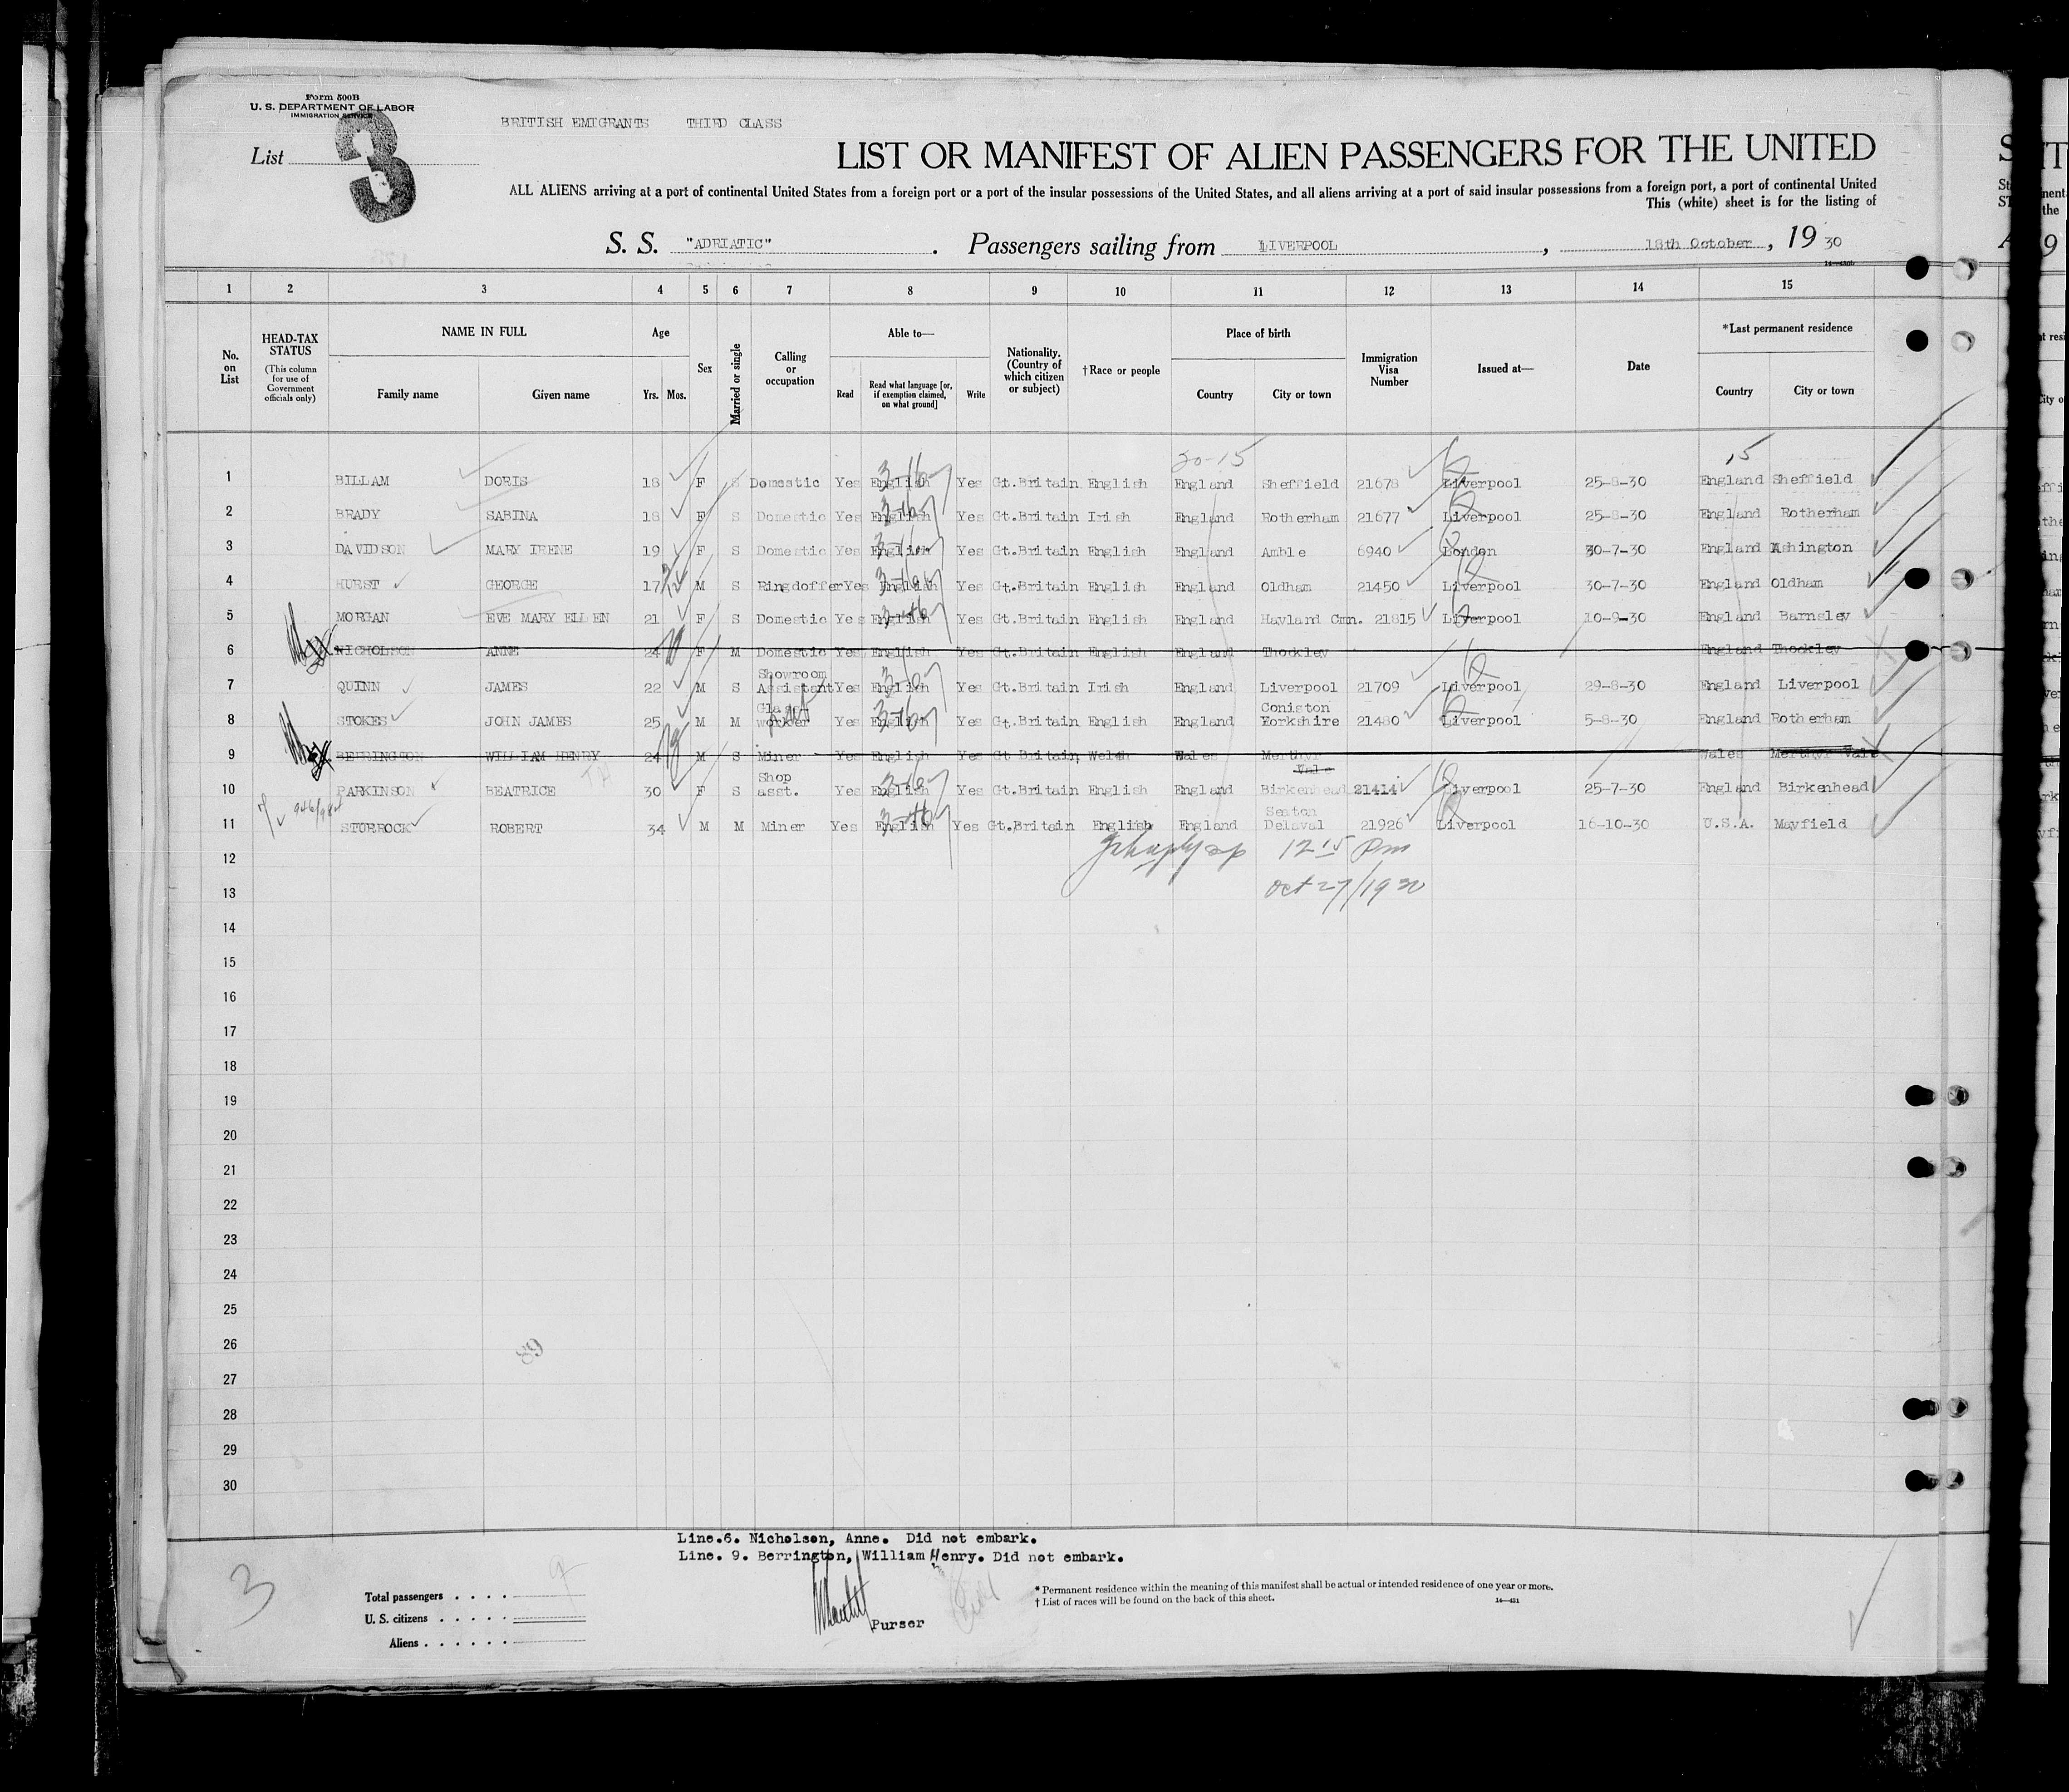 Form 500B
U. S. DEPARTMENT OF LABOR
IMMIGRATION SERVICE
List 3
BRITISH EMIGRANTS THIRD CLASS
LIST OR MANIFEST OF ALIEN PASSENGERS FOR THE UNITED
ALL ALIENS arriving at a port of continental United States from a foreign port or a port of the insular possessions of the United States, and all aliens arriving at a port of said insular possessions from a foreign port, a port of continental United
This (white) sheet is for the listing of
S. S. "ADRIATIC" . Passengers sailing from LIVERPOOL , 18th October , 19 30
1 2 3 4 5 6 7 8 9 10 11 12 13 14 15
No. on List
HEAD-TAX STATUS
(This column for use of Government officials only)
NAME IN FULL
Family name Given name
Age
Yrs. Mos.
Sex
Married or single
Calling or occupation
Able to—
Read Read what language [or, if exemption claimed, on what ground] Write
Nationality. (Country of which citizen or subject)
†Race or people
Place of birth
Country City or town
Immigration Visa Number
Issued at—
Date
*Last permanent residence
Country City or town
20-15 15
1 BILLAM DORIS 18 F S Domestic Yes English Yes Gt.Britain English England Sheffield 21678 Liverpool 25-8-30 England Sheffield
2 BRADY SABINA 18 F S Domestic Yes English Yes Gt.Britain Irish England Rotherham 21677 Liverpool 25-8-30 England Rotherham
3 DAVIDSON MARY IRENE 19 F S Domestic Yes English Yes Gt.Britain English England Amble 6940 London 30-7-30 England Ashington
4 HURST GEORGE 17 M S Ringdoffer Yes English Yes Gt.Britain English England Oldham 21450 Liverpool 30-7-30 England Oldham
5 MORGAN EVE MARY ELLEN 21 F S Domestic Yes English Yes Gt.Britain English England Hoyland Cmn. 21815 Liverpool 10-9-30 England Barnsley
6 NICHOLSON ANNE 24 F M Domestic Yes English Yes Gt.Britain English England Thockley England Thockley
7 QUINN JAMES 22 M S Showroom Assistant Yes English Yes Gt.Britain Irish England Liverpool 21709 Liverpool 29-8-30 England Liverpool
8 STOKES JOHN JAMES 25 M M Glass worker Yes English Yes Gt.Britain English England Coniston Yorkshire 21480 Liverpool 5-8-30 England Rotherham
9 BERRINGTON WILLIAM HENRY 24 M S Miner Yes English Yes Gt Britain Welsh Wales Merthyr Vale Wales Merthyr Vale
10 PARKINSON BEATRICE 30 F S Shop asst. Yes English Yes Gt.Britain English England Birkenhead 21414 Liverpool 25-7-30 England Birkenhead
11 STURROCK ROBERT 34 M M Miner Yes English Yes Gt.Britain English England Seaton Delaval 21926 Liverpool 16-10-30 U.S.A. Mayfield
12 12 15 Pm
13 Oct 27/1930
14
15
16
17
18
19
20
21
22
23
24
25
26
27
28
29
30
Line.6. Nicholson, Anne. Did not embark.
Line. 9. Berrington, William Henry. Did not embark.
3
Total passengers . . . . 9
U. S. citizens . . . . .
Aliens . . . . . .
Purser
* Permanent residence within the meaning of this manifest shall be actual or intended residence of one year or more.
† List of races will be found on the back of this sheet.